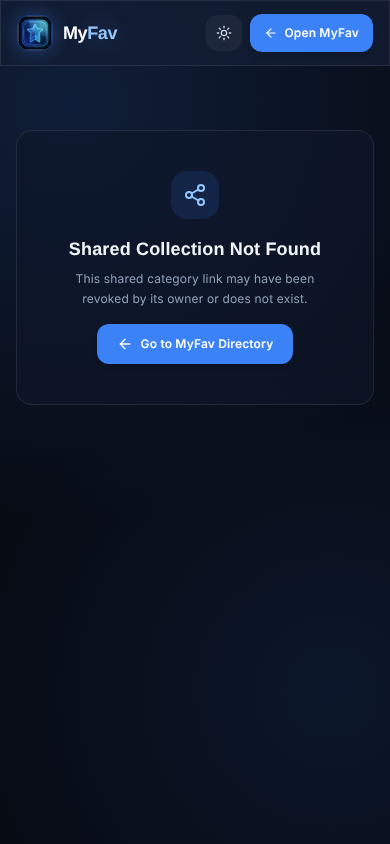 MyFav
Open MyFav
Shared Collection Not Found
This shared category link may have been
revoked by its owner or does not exist.
Go to MyFav Directory